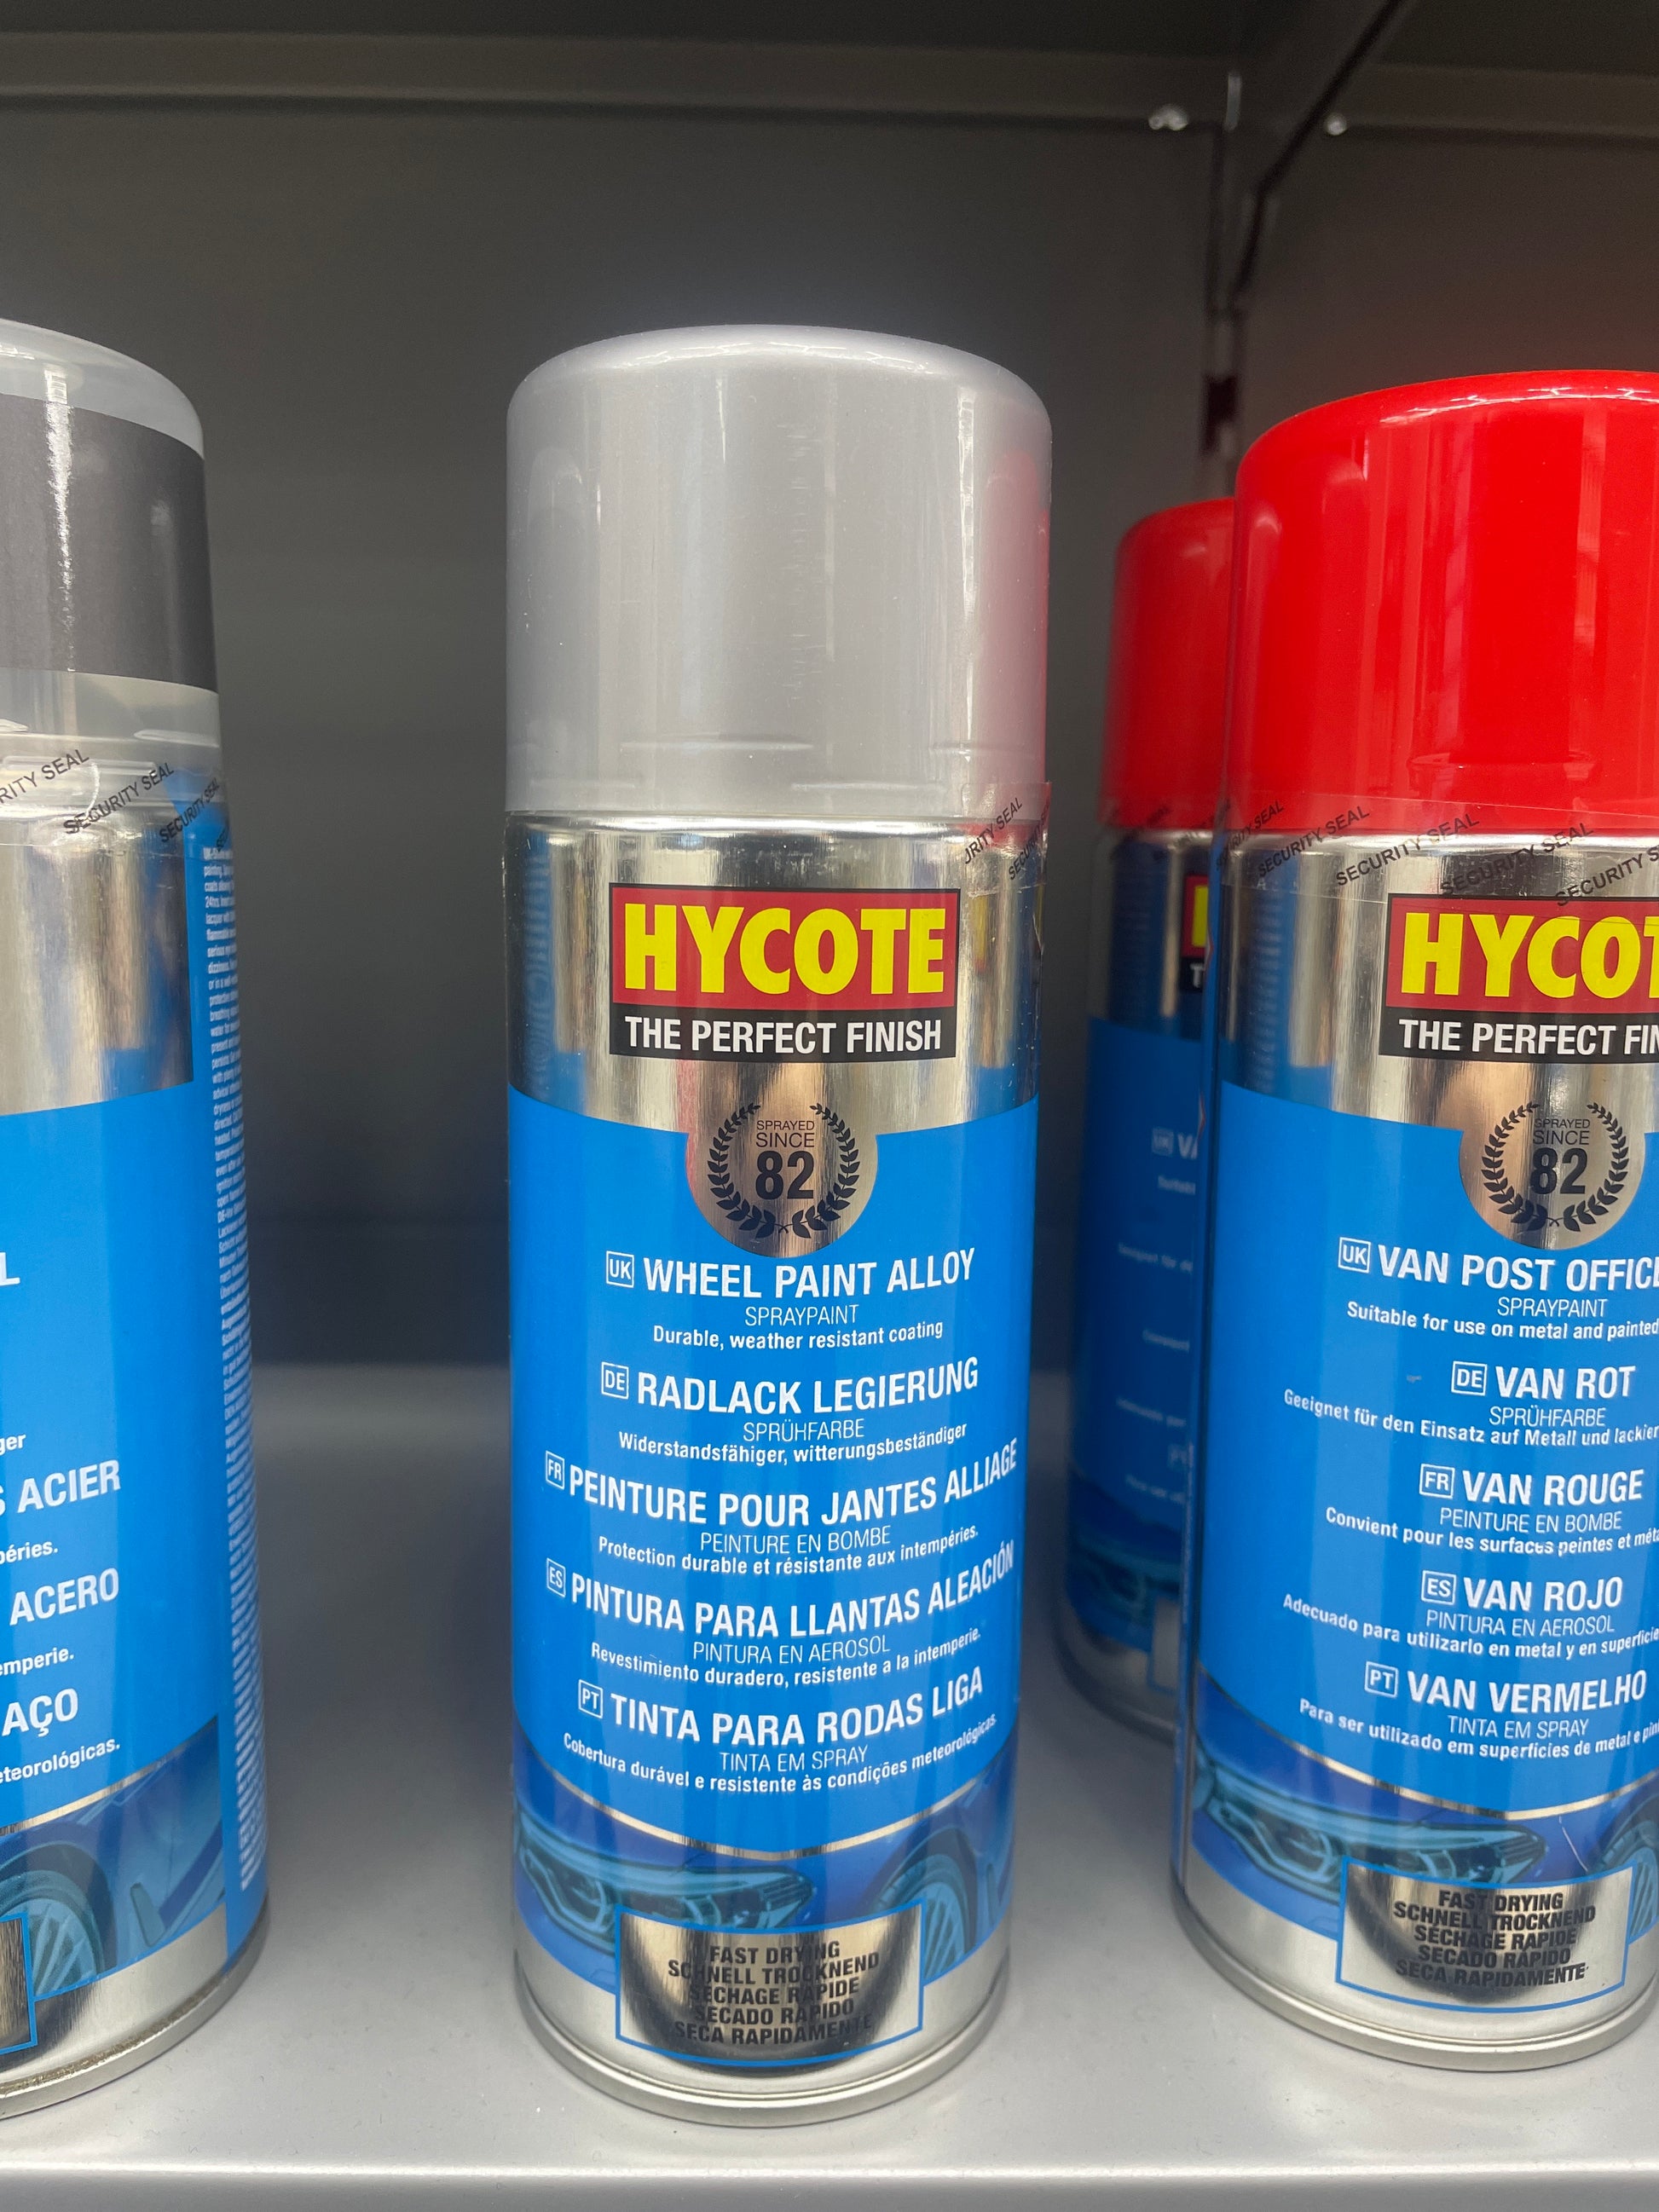 SECURITY SEAL
SECURITY SEAL
L
ACIER
ACERO
emperie.
AÇO
eteorológicas.
HYCOTE
THE PERFECT FINISH
SPRAYED
SINCE
82
UK WHEEL PAINT ALLOY
SPRAYPAINT
Durable, weather resistant coating
DE RADLACK LEGIERUNG
SPRÜHFARBE
Widerstandsfähiger, witterungsbeständiger
FR PEINTURE POUR JANTES ALLIAGE
PEINTURE EN BOMBE
Protection durable et résistante aux intempéries.
ES PINTURA PARA LLANTAS ALEACIÓN
PINTURA EN AEROSOL
Revestimiento duradero, resistente a la intemperie.
PT TINTA PARA RODAS LIGA
TINTA EM SPRAY
Cobertura durável e resistente às condições meteorológicas.
FAST DRYING
SCHNELL TROCKNEND
SECHAGE RAPIDE
SECADO RAPIDO
SECA RAPIDAMENTE
SECURITY SEAL
SECURITY SEAL
SECURITY SEAL
SECURITY SEAL
HYCOT
THE PERFECT FIN
SPRAYED
SINCE
82
UK VAN POST OFFICE
SPRAYPAINT
Suitable for use on metal and painted
DE VAN ROT
SPRÜHFARBE
Geeignet für den Einsatz auf Metall und lackier
FR VAN ROUGE
PEINTURE EN BOMBE
Convient pour les surfaces peintes et méta
ES VAN ROJO
PINTURA EN AEROSOL
Adecuado para utilizarlo en metal y en superficie
PT VAN VERMELHO
TINTA EM SPRAY
Para ser utilizado em superfícies de metal e pin
FAST DRYING
SCHNELL TROCKNEND
SECHAGE RAPIDE
SECADO RAPIDO
SECA RAPIDAMENTE